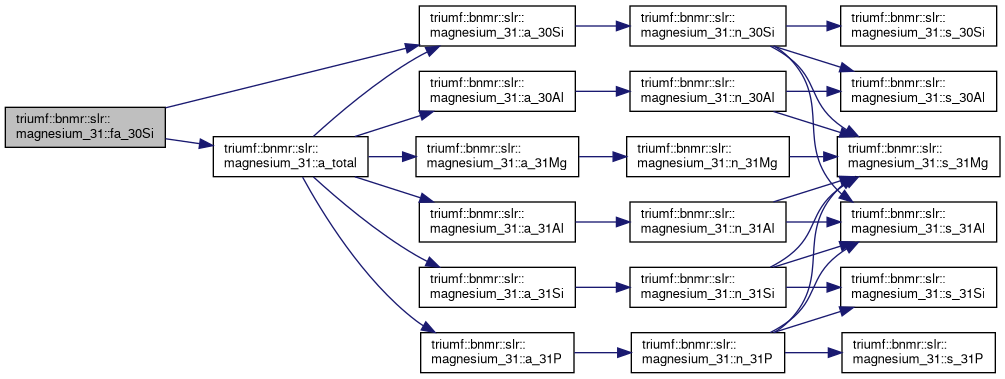 triumf::bnmr::slr::
magnesium_31::fa_30Si
triumf::bnmr::slr::
magnesium_31::a_total
triumf::bnmr::slr::
magnesium_31::a_30Si
triumf::bnmr::slr::
magnesium_31::a_30Al
triumf::bnmr::slr::
magnesium_31::a_31Mg
triumf::bnmr::slr::
magnesium_31::a_31Al
triumf::bnmr::slr::
magnesium_31::a_31Si
triumf::bnmr::slr::
magnesium_31::a_31P
triumf::bnmr::slr::
magnesium_31::n_30Si
triumf::bnmr::slr::
magnesium_31::n_30Al
triumf::bnmr::slr::
magnesium_31::n_31Mg
triumf::bnmr::slr::
magnesium_31::n_31Al
triumf::bnmr::slr::
magnesium_31::n_31Si
triumf::bnmr::slr::
magnesium_31::n_31P
triumf::bnmr::slr::
magnesium_31::s_30Si
triumf::bnmr::slr::
magnesium_31::s_30Al
triumf::bnmr::slr::
magnesium_31::s_31Mg
triumf::bnmr::slr::
magnesium_31::s_31Al
triumf::bnmr::slr::
magnesium_31::s_31Si
triumf::bnmr::slr::
magnesium_31::s_31P